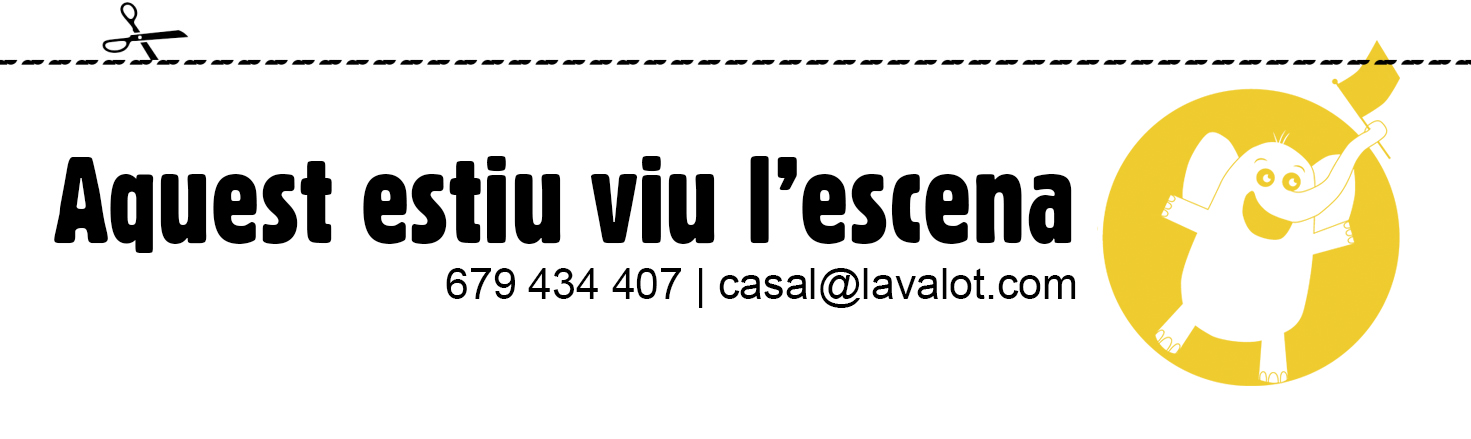 Aquest estiu viu l’escena
679 434 407 | casal@lavalot.com